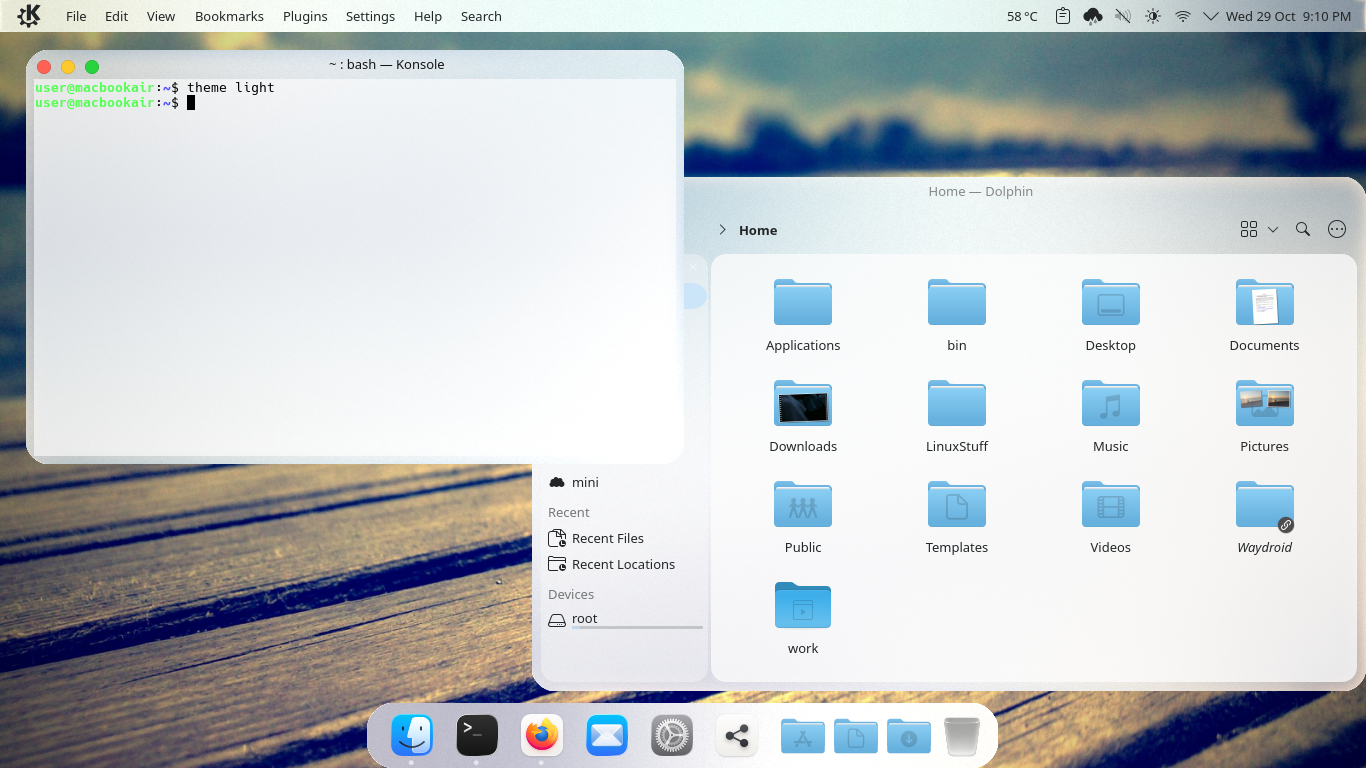 File Edit View Bookmarks Plugins Settings Help Search
58 °C Wed 29 Oct 9:10 PM
~ : bash — Konsole
user@macbookair:~$ theme light
user@macbookair:~$
Home — Dolphin
Home
Applications bin Desktop Documents
Downloads LinuxStuff Music Pictures
Public Templates Videos Waydroid
work
mini
Recent
Recent Files
Recent Locations
Devices
root